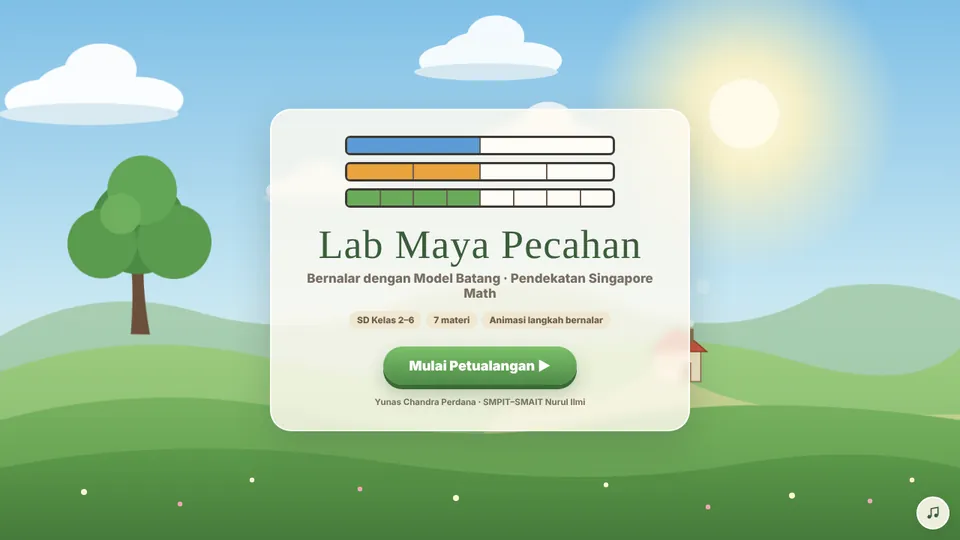 Lab Maya Pecahan
Bernalar dengan Model Batang · Pendekatan Singapore
Math
SD Kelas 2–6
7 materi
Animasi langkah bernalar
Mulai Petualangan ▶
Yunas Chandra Perdana · SMPIT–SMAIT Nurul Ilmi